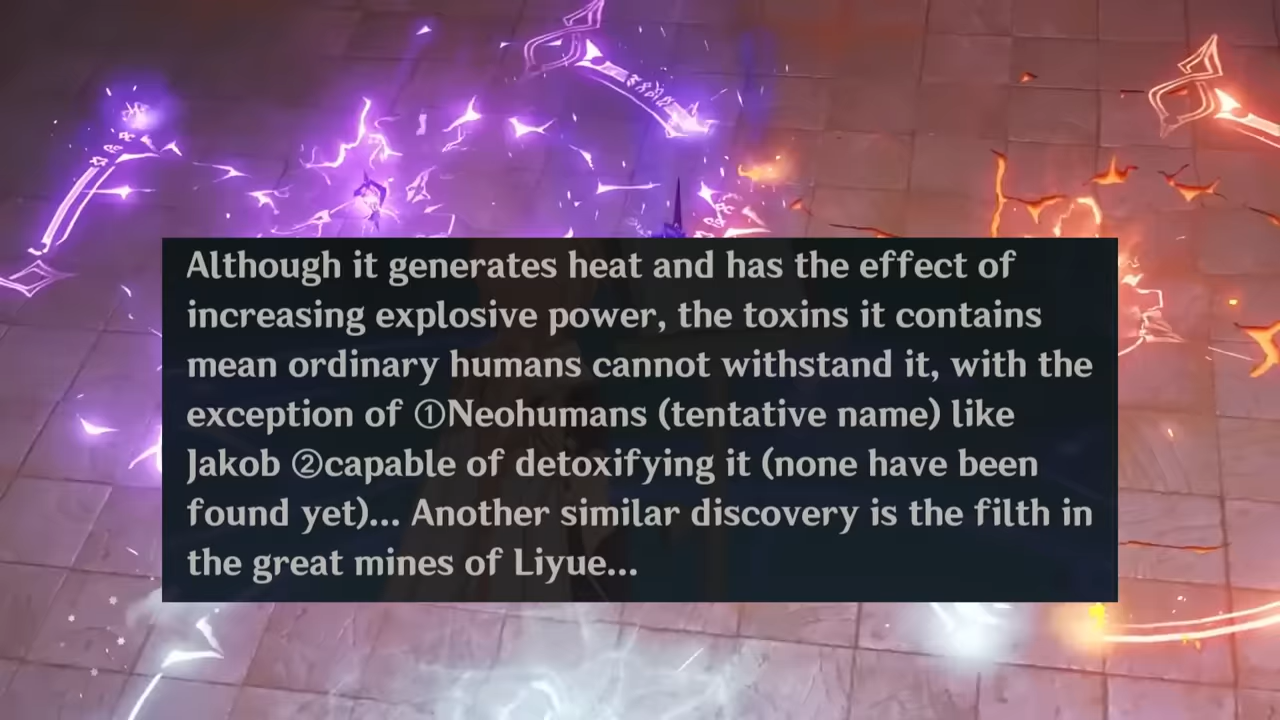 Although it generates heat and has the effect of
increasing explosive power, the toxins it contains
mean ordinary humans cannot withstand it, with the
exception of ①Neohumans (tentative name) like
Jakob ②capable of detoxifying it (none have been
found yet)... Another similar discovery is the filth in
the great mines of Liyue...